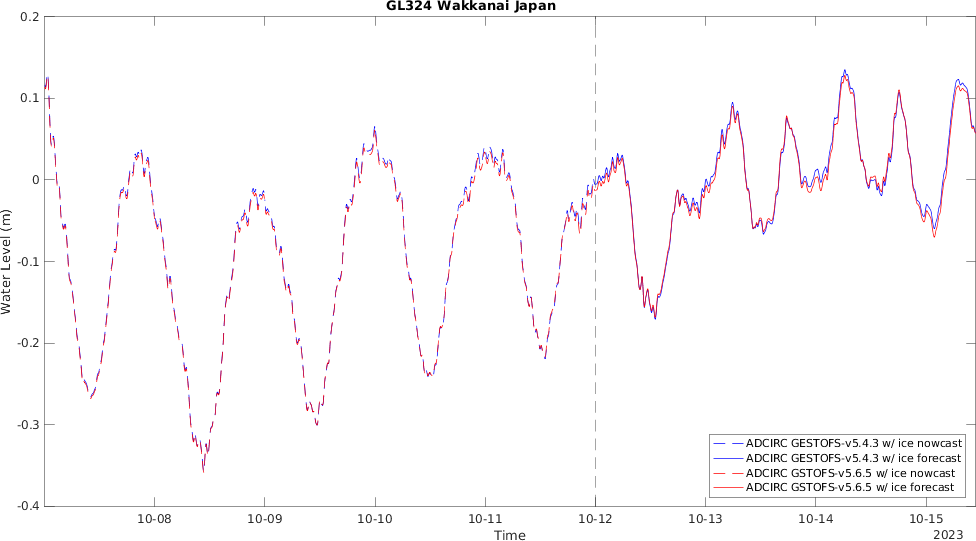 GL324 Wakkanai Japan
0.2
0.1
0
-0.1
-0.2
-0.3
-0.4
Water Level (m)
10-08 10-09 10-10 10-11 10-12 10-13 10-14 10-15
Time
2023
ADCIRC GESTOFS-v5.4.3 w/ ice nowcast
ADCIRC GESTOFS-v5.4.3 w/ ice forecast
ADCIRC GSTOFS-v5.6.5 w/ ice nowcast
ADCIRC GSTOFS-v5.6.5 w/ ice forecast